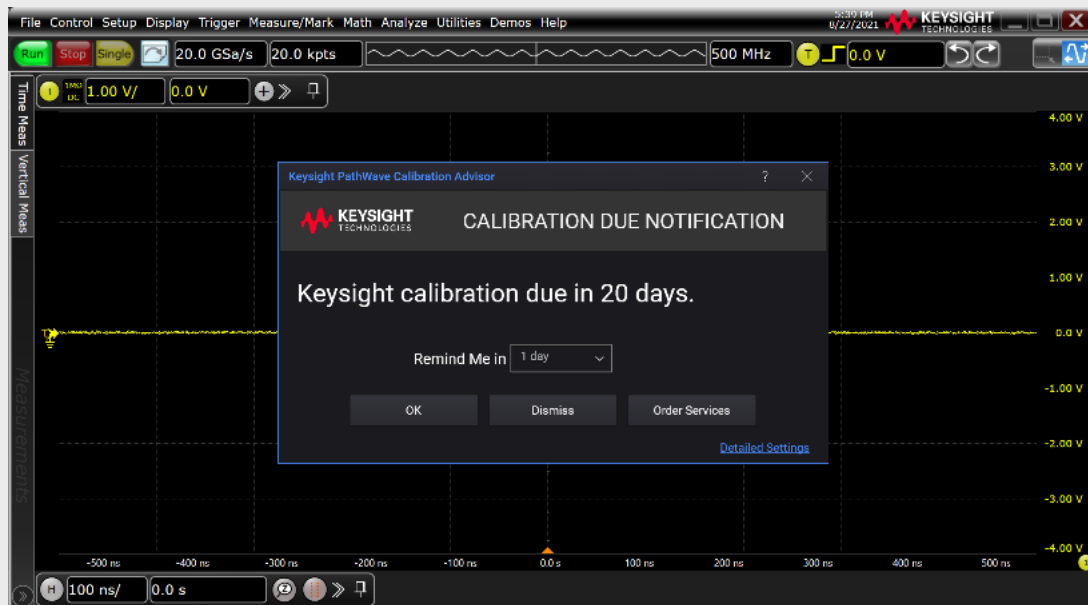 File Control Setup Display Trigger Measure/Mark Math Analyze Utilities Demos Help
5:39 PM
8/27/2021
KEYSIGHT
TECHNOLOGIES
Run Stop Single 20.0 GSa/s 20.0 kpts 500 MHz T 0.0 V
Time Meas
Vertical Meas
Measurements
1 1MΩ DC 1.00 V/ 0.0 V
4.00 V
3.00 V
2.00 V
1.00 V
0.0 V
-1.00 V
-2.00 V
-3.00 V
-4.00 V
Keysight PathWave Calibration Advisor ?
KEYSIGHT
TECHNOLOGIES
CALIBRATION DUE NOTIFICATION
Keysight calibration due in 20 days.
Remind Me in 1 day
OK Dismiss Order Services
Detailed Settings
-500 ns -400 ns -300 ns -200 ns -100 ns 0.0 s 100 ns 200 ns 300 ns 400 ns 500 ns
H 100 ns/ 0.0 s